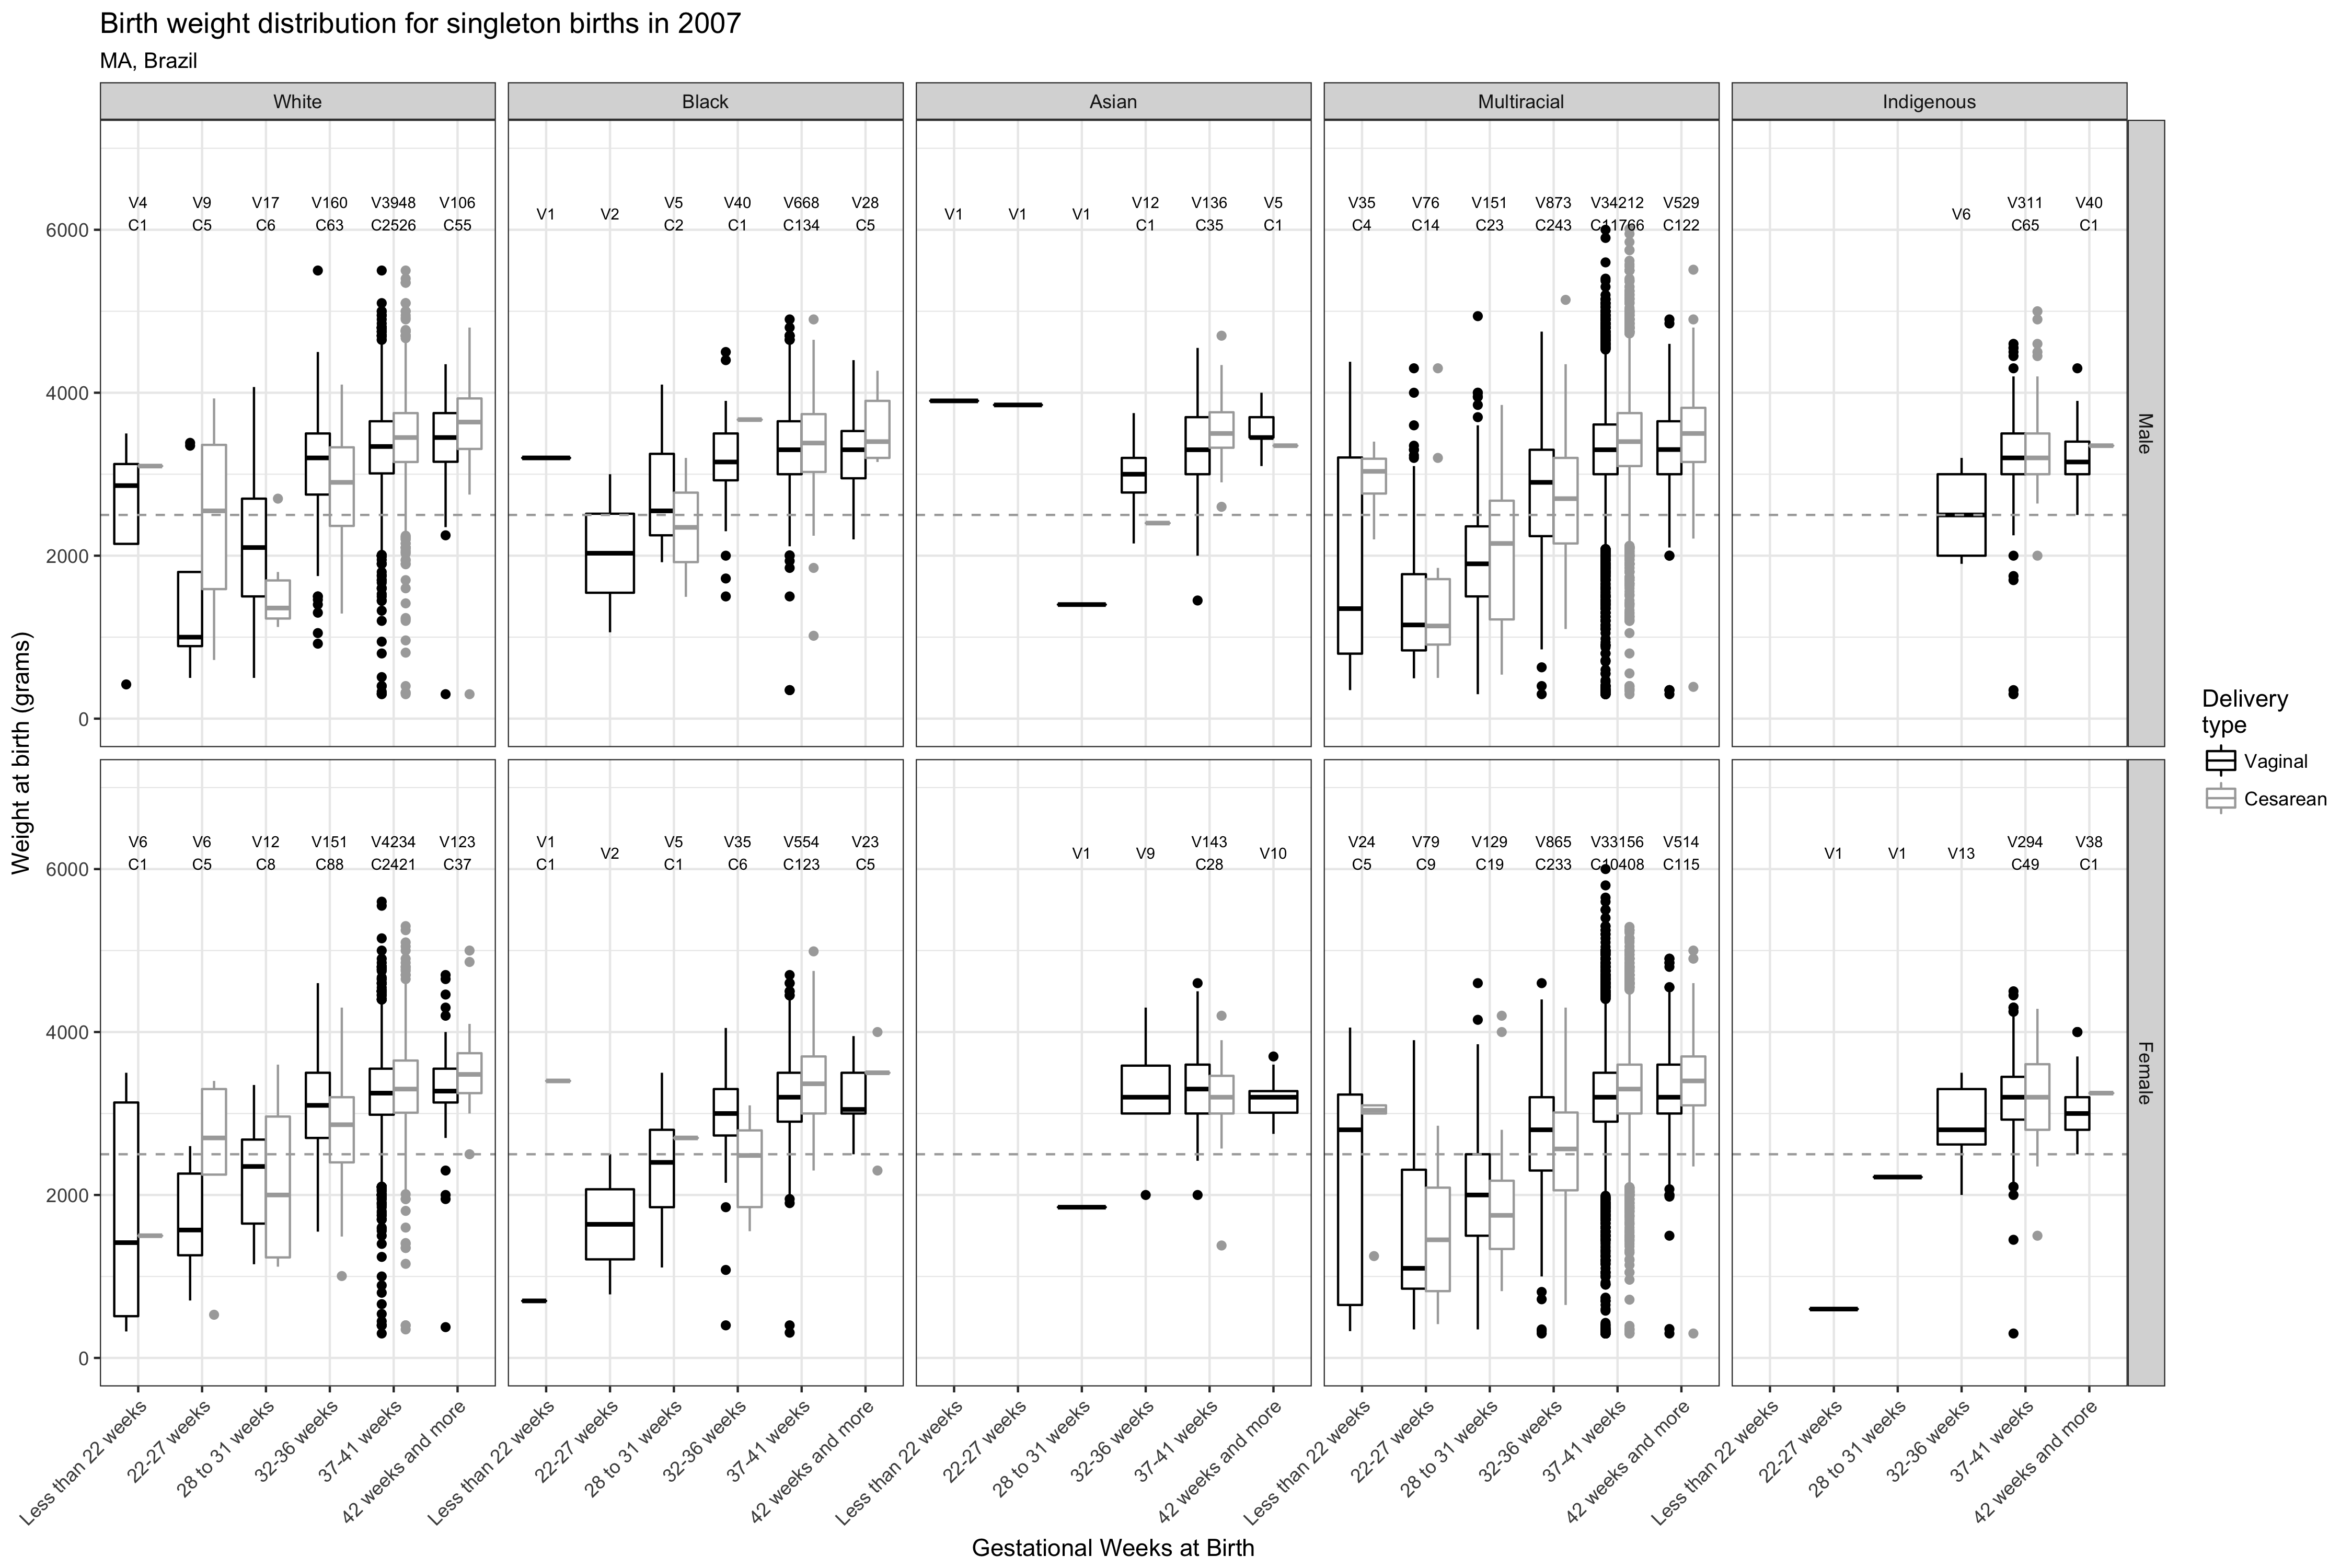 Birth weight distribution for singleton births in 2007
MA, Brazil
White
Black
Asian
Multiracial
Indigenous
Weight at birth (grams)
6000
4000
2000
0
V4 V9 V17 V160 V3948 V106
C1 C5 C6 C63 C2526 C55
V1 V2 V5 V40 V668 V28
C2 C1 C134 C5
V1 V1 V1 V12 V136 V5
C1 C35 C1
V35 V76 V151 V873 V34212 V529
C4 C14 C23 C243 C11766 C122
V6 V311 V40
C65 C1
Male
6000
4000
2000
0
V6 V6 V12 V151 V4234 V123
C1 C5 C8 C88 C2421 C37
V1 V2 V5 V35 V554 V23
C1 C1 C6 C123 C5
V1 V9 V143 V10
C28
V24 V79 V129 V865 V33156 V514
C5 C9 C19 C233 C10408 C115
V1 V1 V13 V294 V38
C49 C1
Female
Less than 22 weeks
22-27 weeks
28 to 31 weeks
32-36 weeks
37-41 weeks
42 weeks and more
Less than 22 weeks
22-27 weeks
28 to 31 weeks
32-36 weeks
37-41 weeks
42 weeks and more
Less than 22 weeks
22-27 weeks
28 to 31 weeks
32-36 weeks
37-41 weeks
42 weeks and more
Less than 22 weeks
22-27 weeks
28 to 31 weeks
32-36 weeks
37-41 weeks
42 weeks and more
Less than 22 weeks
22-27 weeks
28 to 31 weeks
32-36 weeks
37-41 weeks
42 weeks and more
Gestational Weeks at Birth
Delivery
type
Vaginal
Cesarean